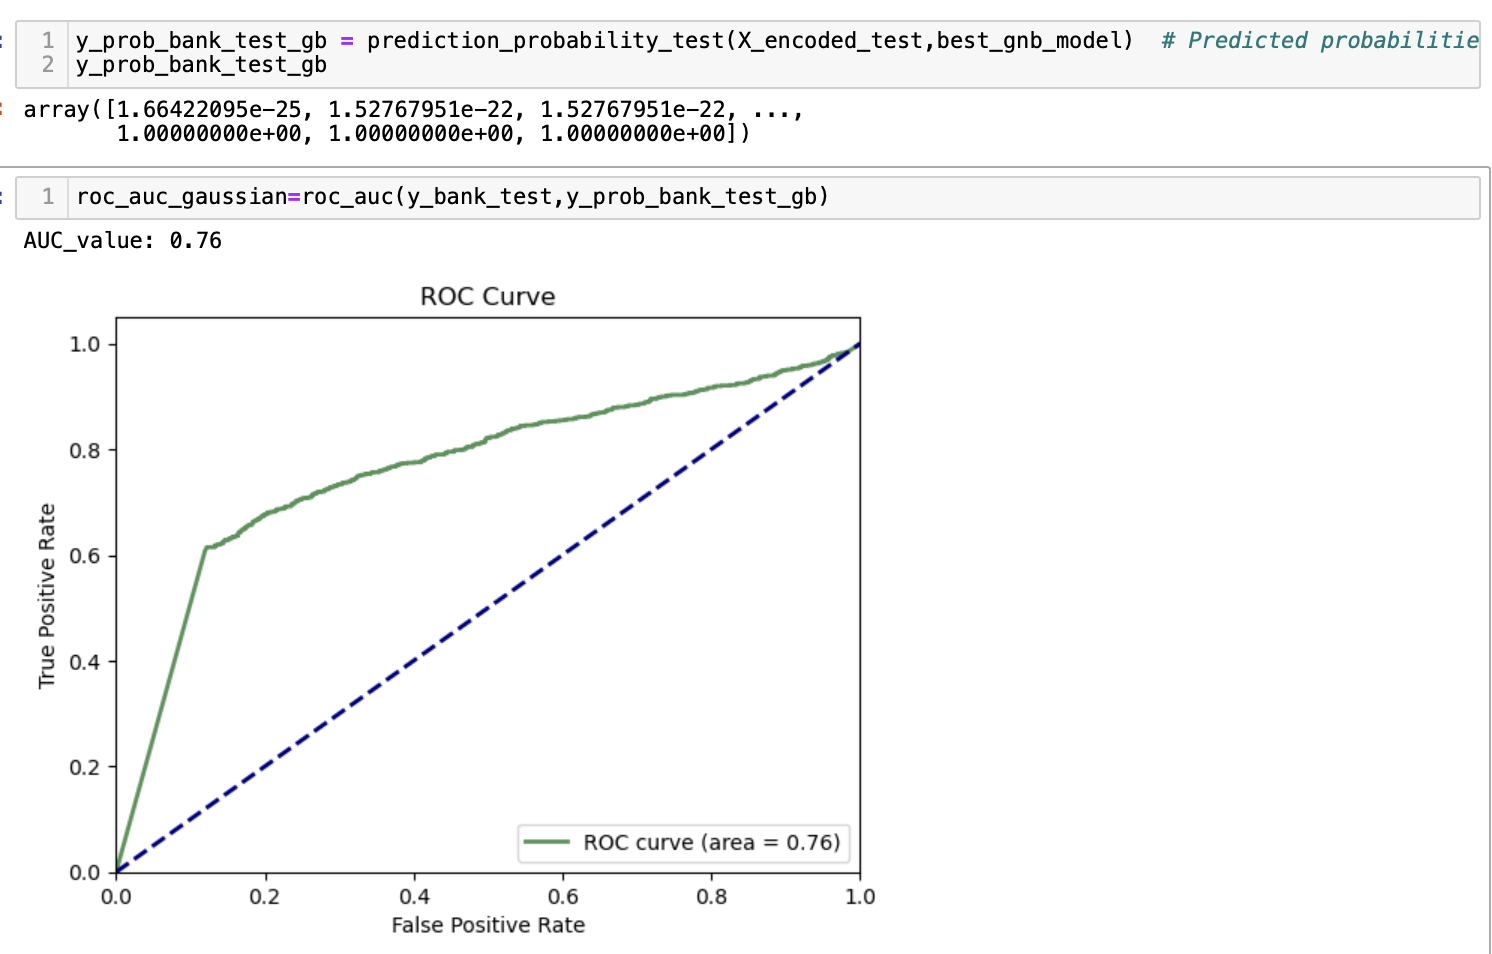 1 y_prob_bank_test_gb = prediction_probability_test(X_encoded_test,best_gnb_model)  # Predicted probabilitie
2 y_prob_bank_test_gb
array([1.66422095e-25, 1.52767951e-22, 1.52767951e-22, ...,
1.00000000e+00, 1.00000000e+00, 1.00000000e+00])
1 roc_auc_gaussian=roc_auc(y_bank_test,y_prob_bank_test_gb)
AUC_value: 0.76
ROC Curve
1.0
0.8
0.6
0.4
0.2
0.0
True Positive Rate
ROC curve (area = 0.76)
0.0 0.2 0.4 0.6 0.8 1.0
False Positive Rate